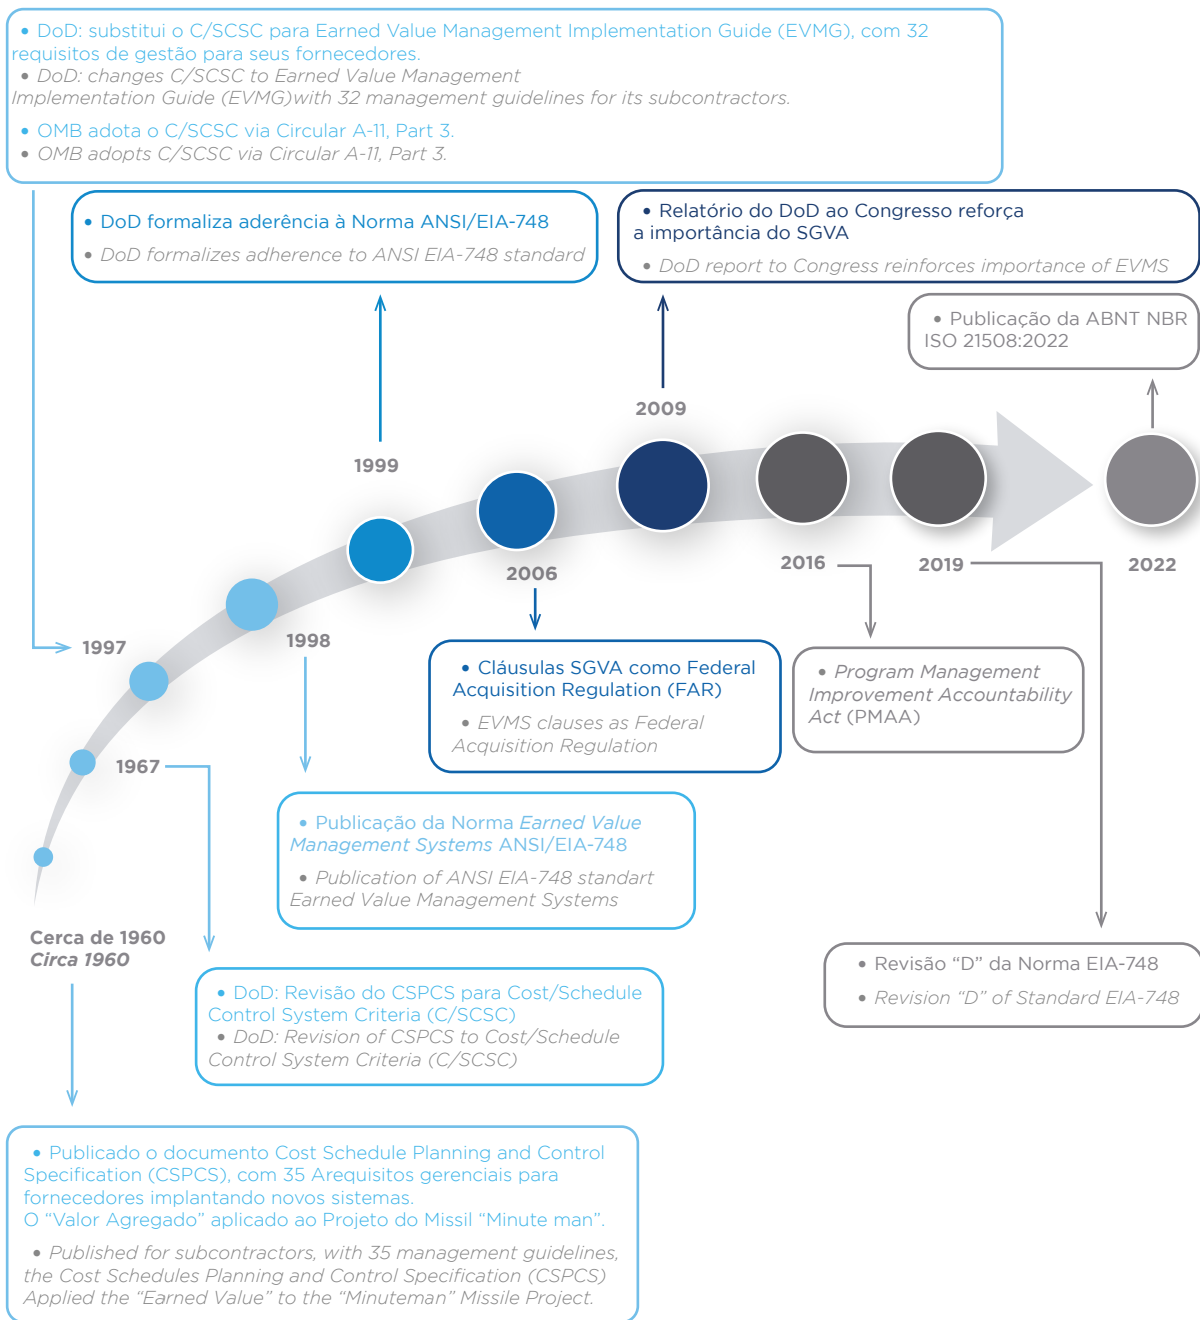 • DoD: substitui o C/SCSC para Earned Value Management Implementation Guide (EVMG), com 32
requisitos de gestão para seus fornecedores.
• DoD: changes C/SCSC to Earned Value Management
Implementation Guide (EVMG)with 32 management guidelines for its subcontractors.
• OMB adota o C/SCSC via Circular A-11, Part 3.
• OMB adopts C/SCSC via Circular A-11, Part 3.
• DoD formaliza aderência à Norma ANSI/EIA-748
• DoD formalizes adherence to ANSI EIA-748 standard
• Relatório do DoD ao Congresso reforça
a importância do SGVA
• DoD report to Congress reinforces importance of EVMS
• Publicação da ABNT NBR
ISO 21508:2022
2009
1999
2006
2016
2019
2022
1997
1998
• Cláusulas SGVA como Federal
Acquisition Regulation (FAR)
• EVMS clauses as Federal
Acquisition Regulation
• Program Management
Improvement Accountability
Act (PMAA)
1967
• Publicação da Norma Earned Value
Management Systems ANSI/EIA-748
• Publication of ANSI EIA-748 standart
Earned Value Management Systems
Cerca de 1960
Circa 1960
• Revisão “D” da Norma EIA-748
• Revision “D” of Standard EIA-748
• DoD: Revisão do CSPCS para Cost/Schedule
Control System Criteria (C/SCSC)
• DoD: Revision of CSPCS to Cost/Schedule
Control System Criteria (C/SCSC)
• Publicado o documento Cost Schedule Planning and Control
Specification (CSPCS), com 35 Arequisitos gerenciais para
fornecedores implantando novos sistemas.
O “Valor Agregado” aplicado ao Projeto do Missil “Minute man”.
• Published for subcontractors, with 35 management guidelines,
the Cost Schedules Planning and Control Specification (CSPCS)
Applied the “Earned Value” to the “Minuteman” Missile Project.